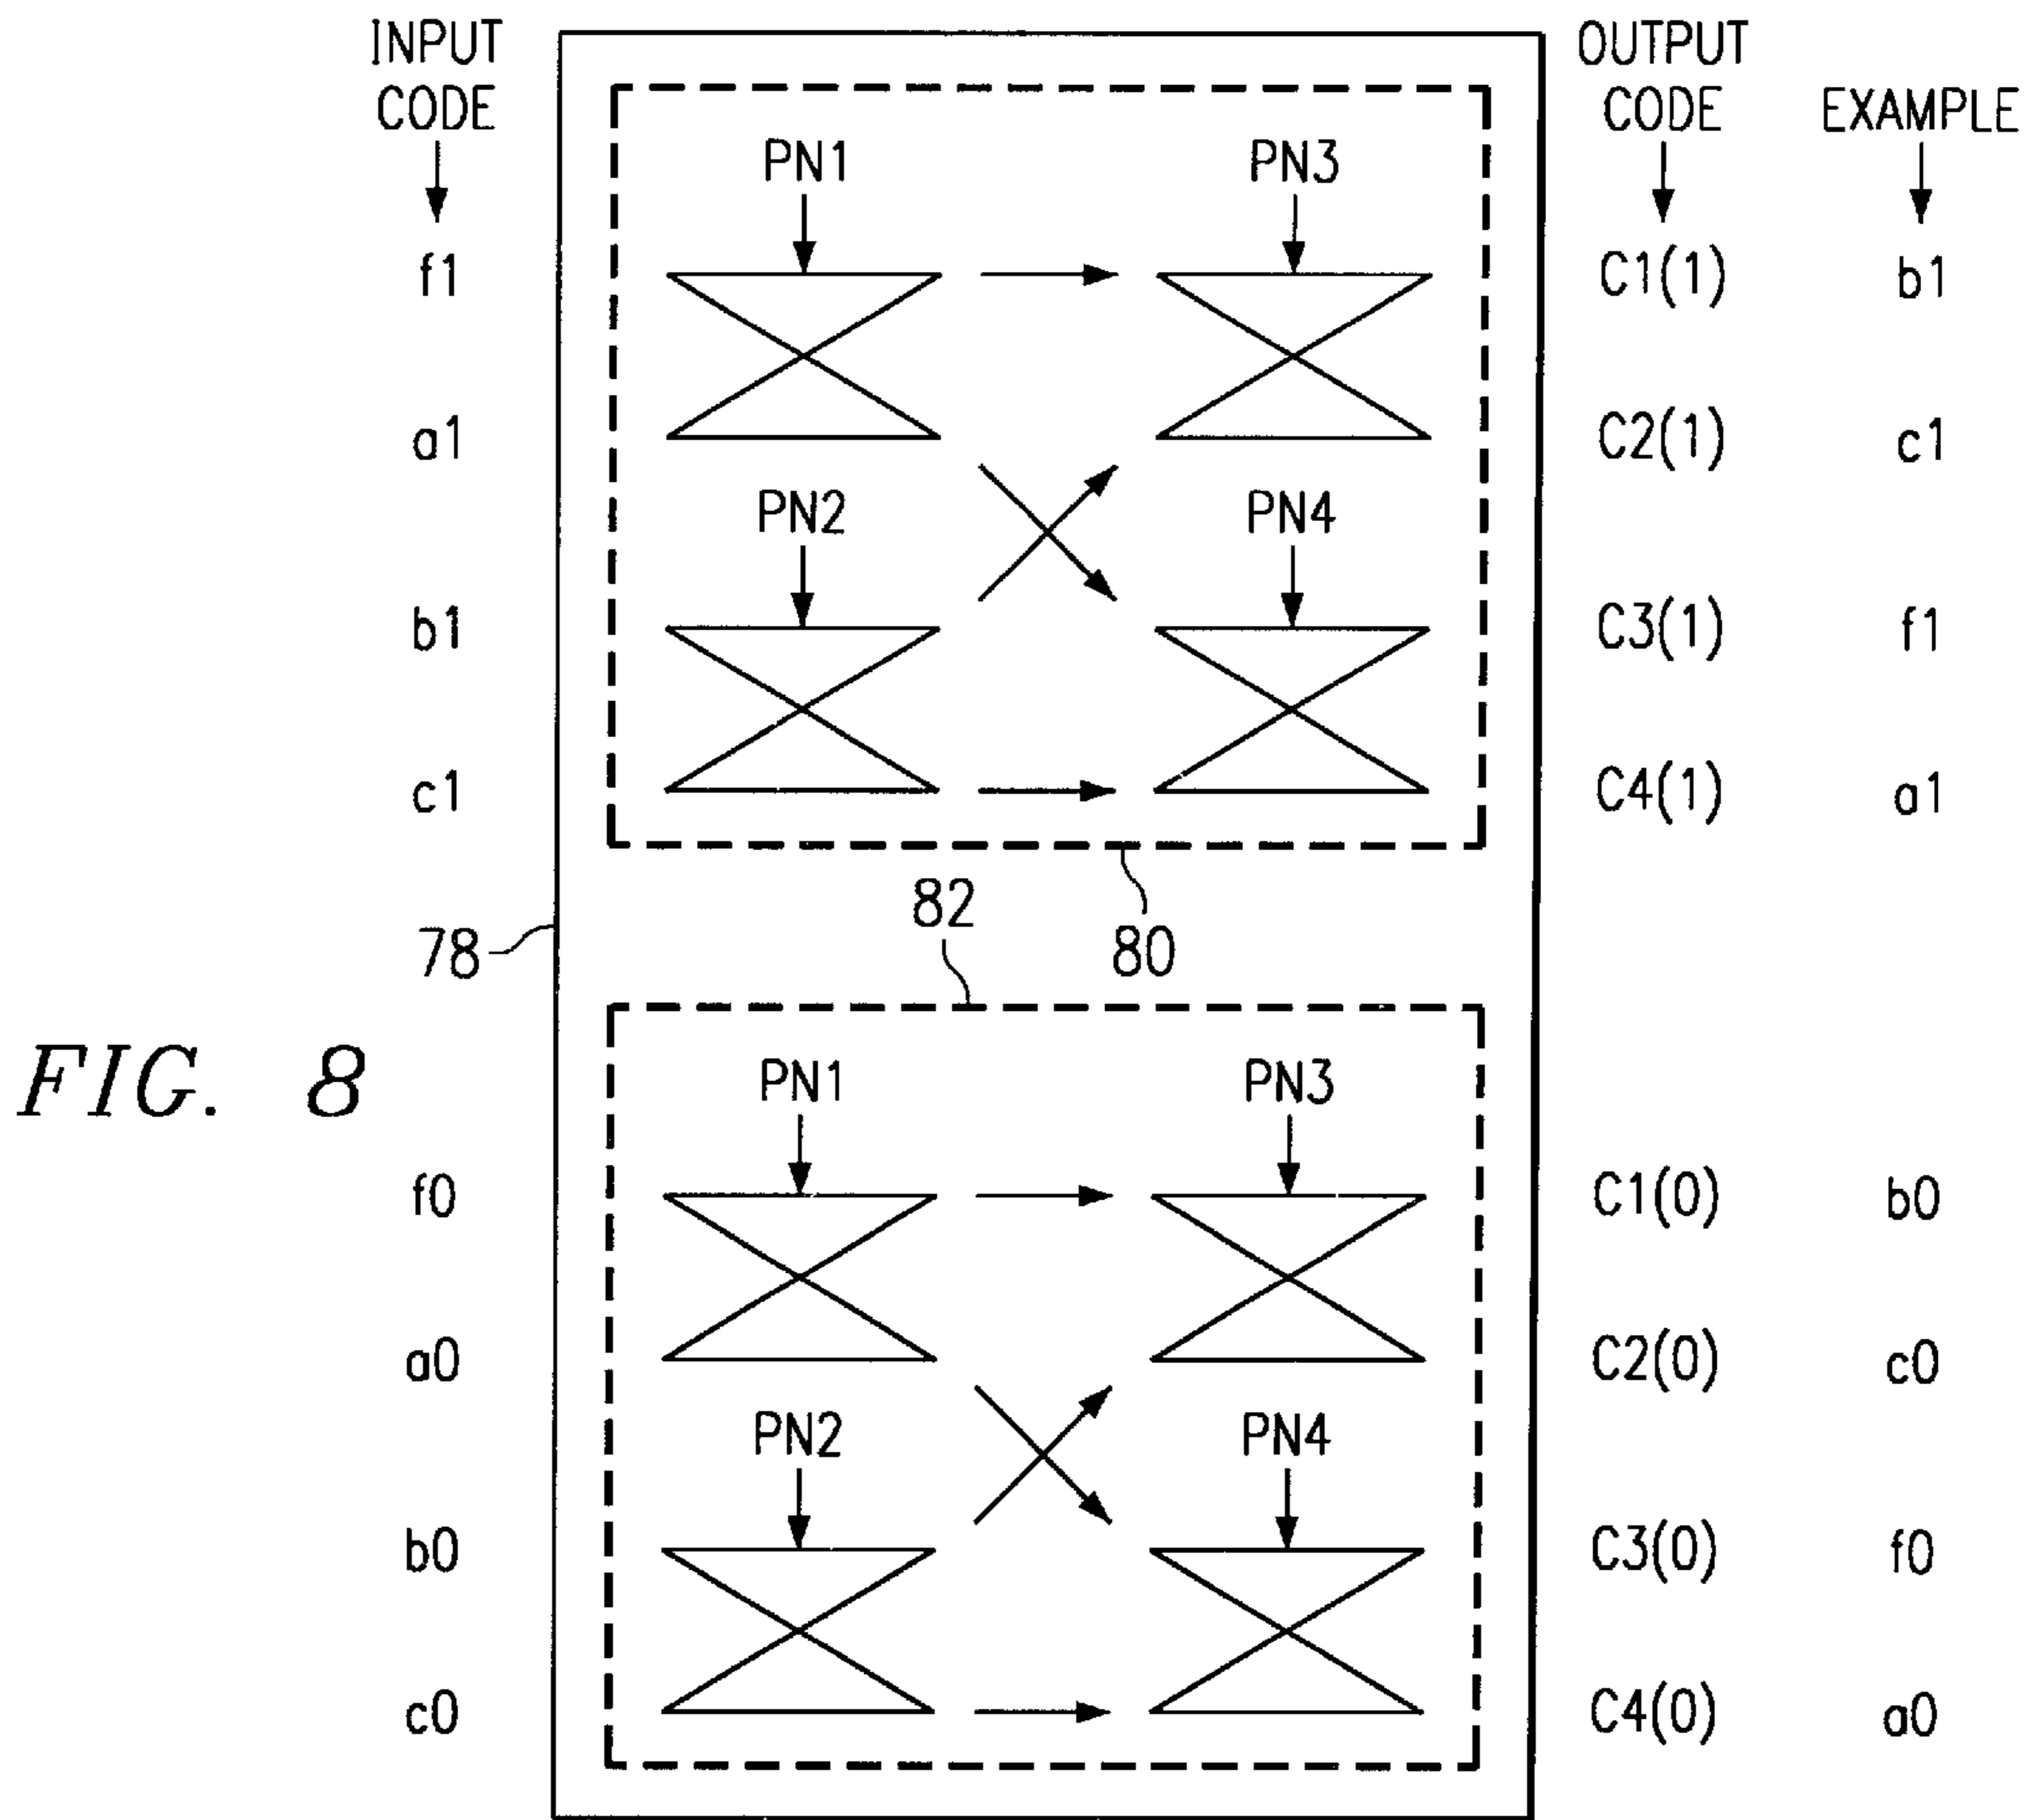 INPUT CODE
OUTPUT CODE
EXAMPLE
PN1 PN3
f1 C1(1) b1
a1 C2(1) c1
PN2 PN4
b1 C3(1) f1
c1 C4(1) a1
82
78 80
FIG. 8
PN1 PN3
f0 C1(0) b0
a0 C2(0) c0
PN2 PN4
b0 C3(0) f0
c0 C4(0) a0